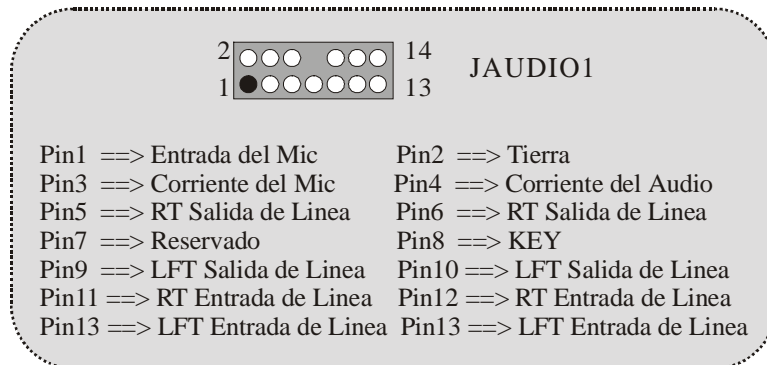 2 14
JAUDIO1
1 13
Pin1 ==> Entrada del Mic Pin2 ==> Tierra
Pin3 ==> Corriente del Mic Pin4 ==> Corriente del Audio
Pin5 ==> RT Salida de Linea Pin6 ==> RT Salida de Linea
Pin7 ==> Reservado Pin8 ==> KEY
Pin9 ==> LFT Salida de Linea Pin10 ==> LFT Salida de Linea
Pin11 ==> RT Entrada de Linea Pin12 ==> RT Entrada de Linea
Pin13 ==> LFT Entrada de Linea Pin13 ==> LFT Entrada de Linea